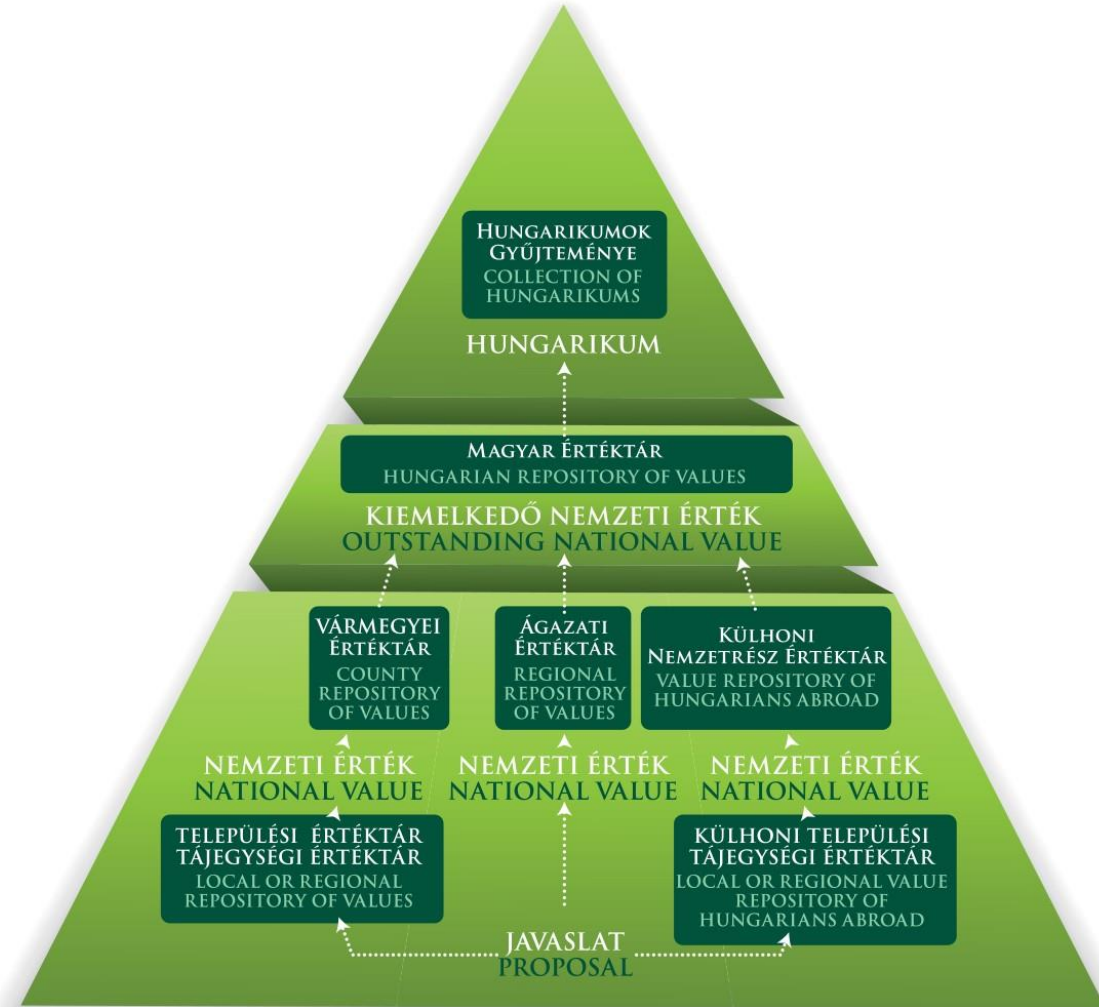 HUNGARIKUMOK
GYŰJTEMÉNYE
COLLECTION OF
HUNGARIKUMS
HUNGARIKUM
MAGYAR ÉRTÉKTÁR
HUNGARIAN REPOSITORY OF VALUES
KIEMELKEDŐ NEMZETI ÉRTÉK
OUTSTANDING NATIONAL VALUE
VÁRMEGYEI
ÉRTÉKTÁR
COUNTY
REPOSITORY
OF VALUES
ÁGAZATI
ÉRTÉKTÁR
REGIONAL
REPOSITORY
OF VALUES
KÜLHONI
NEMZETRÉSZ ÉRTÉKTÁR
VALUE REPOSITORY OF
HUNGARIANS ABROAD
NEMZETI ÉRTÉK
NATIONAL VALUE
NEMZETI ÉRTÉK
NATIONAL VALUE
NEMZETI ÉRTÉK
NATIONAL VALUE
TELEPÜLÉSI ÉRTÉKTÁR
TÁJEGYSÉGI ÉRTÉKTÁR
LOCAL OR REGIONAL
REPOSITORY OF VALUES
KÜLHONI TELEPÜLÉSI
TÁJEGYSÉGI ÉRTÉKTÁR
LOCAL OR REGIONAL VALUE
REPOSITORY OF
HUNGARIANS ABROAD
JAVASLAT
PROPOSAL